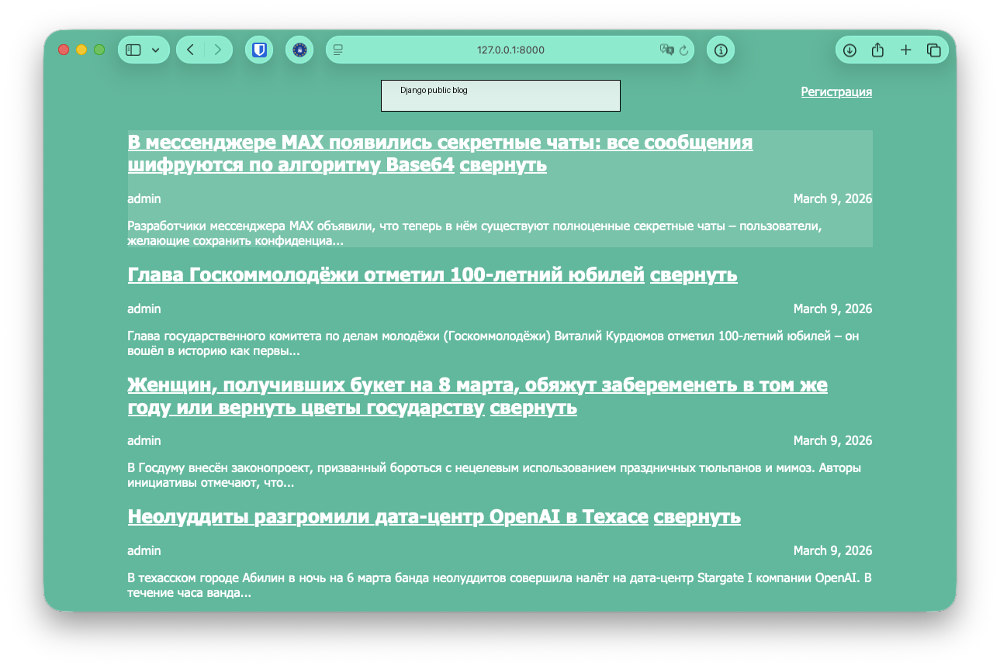 127.0.0.1:8000
Django public blog
Регистрация
В мессенджере MAX появились секретные чаты: все сообщения
шифруются по алгоритму Base64 свернуть
admin
March 9, 2026
Разработчики мессенджера MAX объявили, что теперь в нём существуют полноценные секретные чаты – пользователи,
желающие сохранить конфиденциа...
Глава Госкоммолодёжи отметил 100-летний юбилей свернуть
admin
March 9, 2026
Глава государственного комитета по делам молодёжи (Госкоммолодёжи) Виталий Курдюмов отметил 100-летний юбилей – он
вошёл в историю как первы...
Женщин, получивших букет на 8 марта, обяжут забеременеть в том же
году или вернуть цветы государству свернуть
admin
March 9, 2026
В Госдуму внесён законопроект, призванный бороться с нецелевым использованием праздничных тюльпанов и мимоз. Авторы
инициативы отмечают, что...
Неолуддиты разгромили дата-центр OpenAI в Техасе свернуть
admin
March 9, 2026
В техасском городе Абилин в ночь на 6 марта банда неолуддитов совершила налёт на дата-центр Stargate I компании OpenAI. В
течение часа ванда...